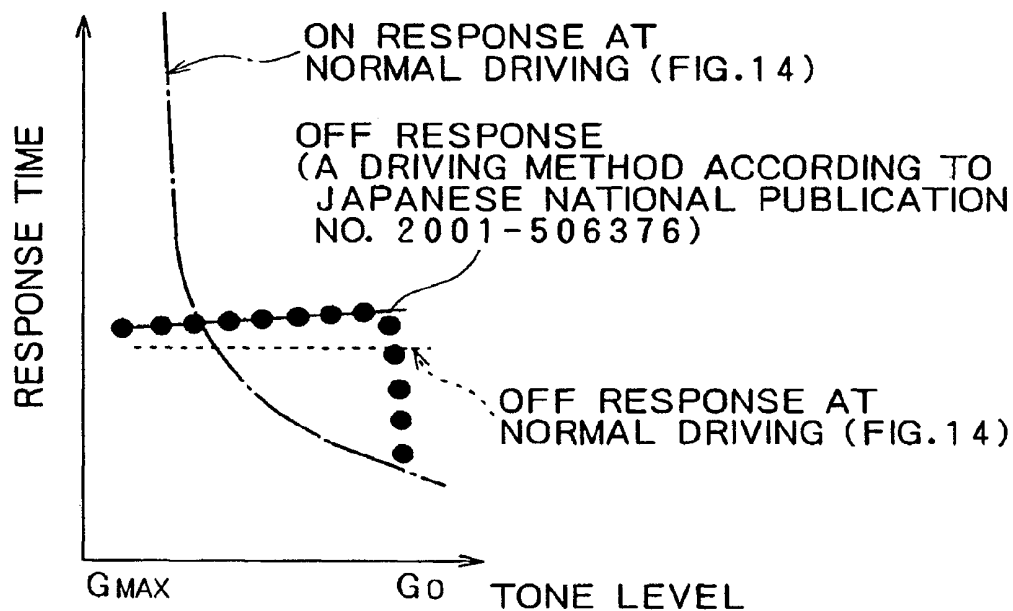 ON RESPONSE AT
NORMAL DRIVING (FIG.14)
OFF RESPONSE
(A DRIVING METHOD ACCORDING TO
JAPANESE NATIONAL PUBLICATION
NO. 2001-506376)
RESPONSE TIME
OFF RESPONSE AT
NORMAL DRIVING (FIG.14)
GMAX
G0
TONE LEVEL